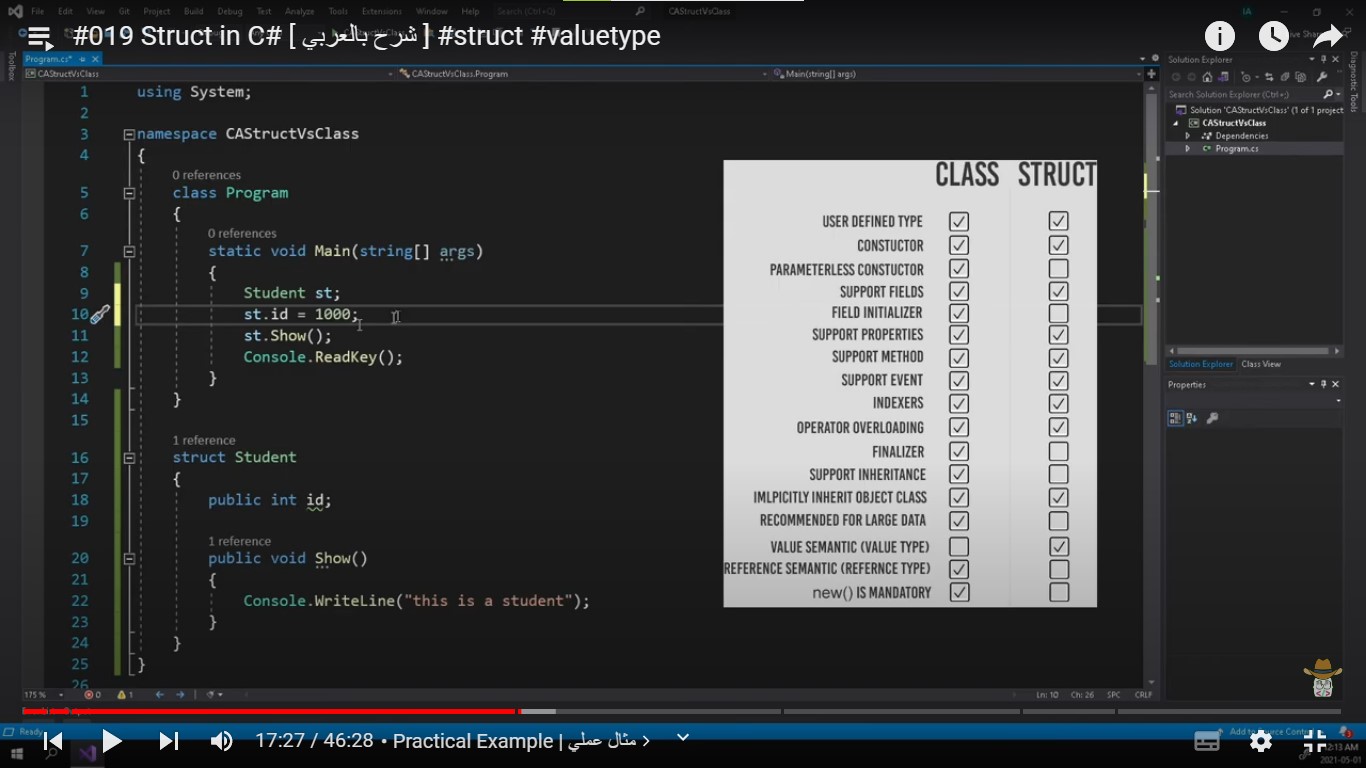 File Edit View Git Project Build Debug Test Analyze Tools Extensions Window Help Search (Ctrl+Q) CAStructVsClass IA
#019 Struct in C# [ شرح بالعربي ] #struct #valuetype
Live Share
Toolbox
Program.cs*
CAStructVsClass CAStructVsClass.Program Main(string[] args)
1 using System;
2
3 namespace CAStructVsClass
4 {
0 references
5 class Program
6 {
0 references
7 static void Main(string[] args)
8 {
9 Student st;
10 st.id = 1000;
11 st.Show();
12 Console.ReadKey();
13 }
14 }
15
1 reference
16 struct Student
17 {
18 public int id;
19
1 reference
20 public void Show()
21 {
22 Console.WriteLine("this is a student");
23 }
24 }
25 }
26
CLASS STRUCT
USER DEFINED TYPE
CONSTUCTOR
PARAMETERLESS CONSTUCTOR
SUPPORT FIELDS
FIELD INITIALIZER
SUPPORT PROPERTIES
SUPPORT METHOD
SUPPORT EVENT
INDEXERS
OPERATOR OVERLOADING
FINALIZER
SUPPORT INHERITANCE
IMLPICITLY INHERIT OBJECT CLASS
RECOMMENDED FOR LARGE DATA
VALUE SEMANTIC (VALUE TYPE)
REFERENCE SEMANTIC (REFERNCE TYPE)
new() IS MANDATORY
Solution Explorer
Search Solution Explorer (Ctrl+;)
Solution 'CAStructVsClass' (1 of 1 project
CAStructVsClass
Dependencies
Program.cs
Solution Explorer Class View
Properties
Diagnostic Tools
175 % 0 1 Ln: 10 Ch: 26 SPC CRLF
Ready
17:27 / 46:28 • Practical Example | مثال عملي
12:13 AM
2021-05-01